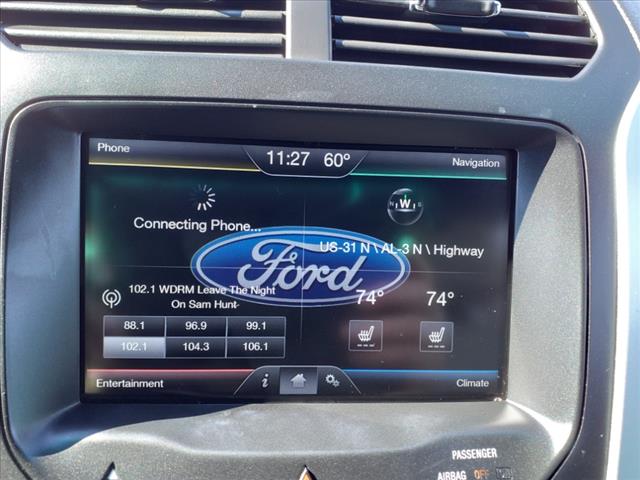 Phone
11:27 60°
Navigation
Connecting Phone...
N W S
US-31 N \ AL-3 N \ Highway
Ford
102.1 WDRM Leave The Night
On Sam Hunt-
74° 74°
88.1 96.9 99.1
102.1 104.3 106.1
Entertainment
i
Climate
PASSENGER
AIRBAG OFF